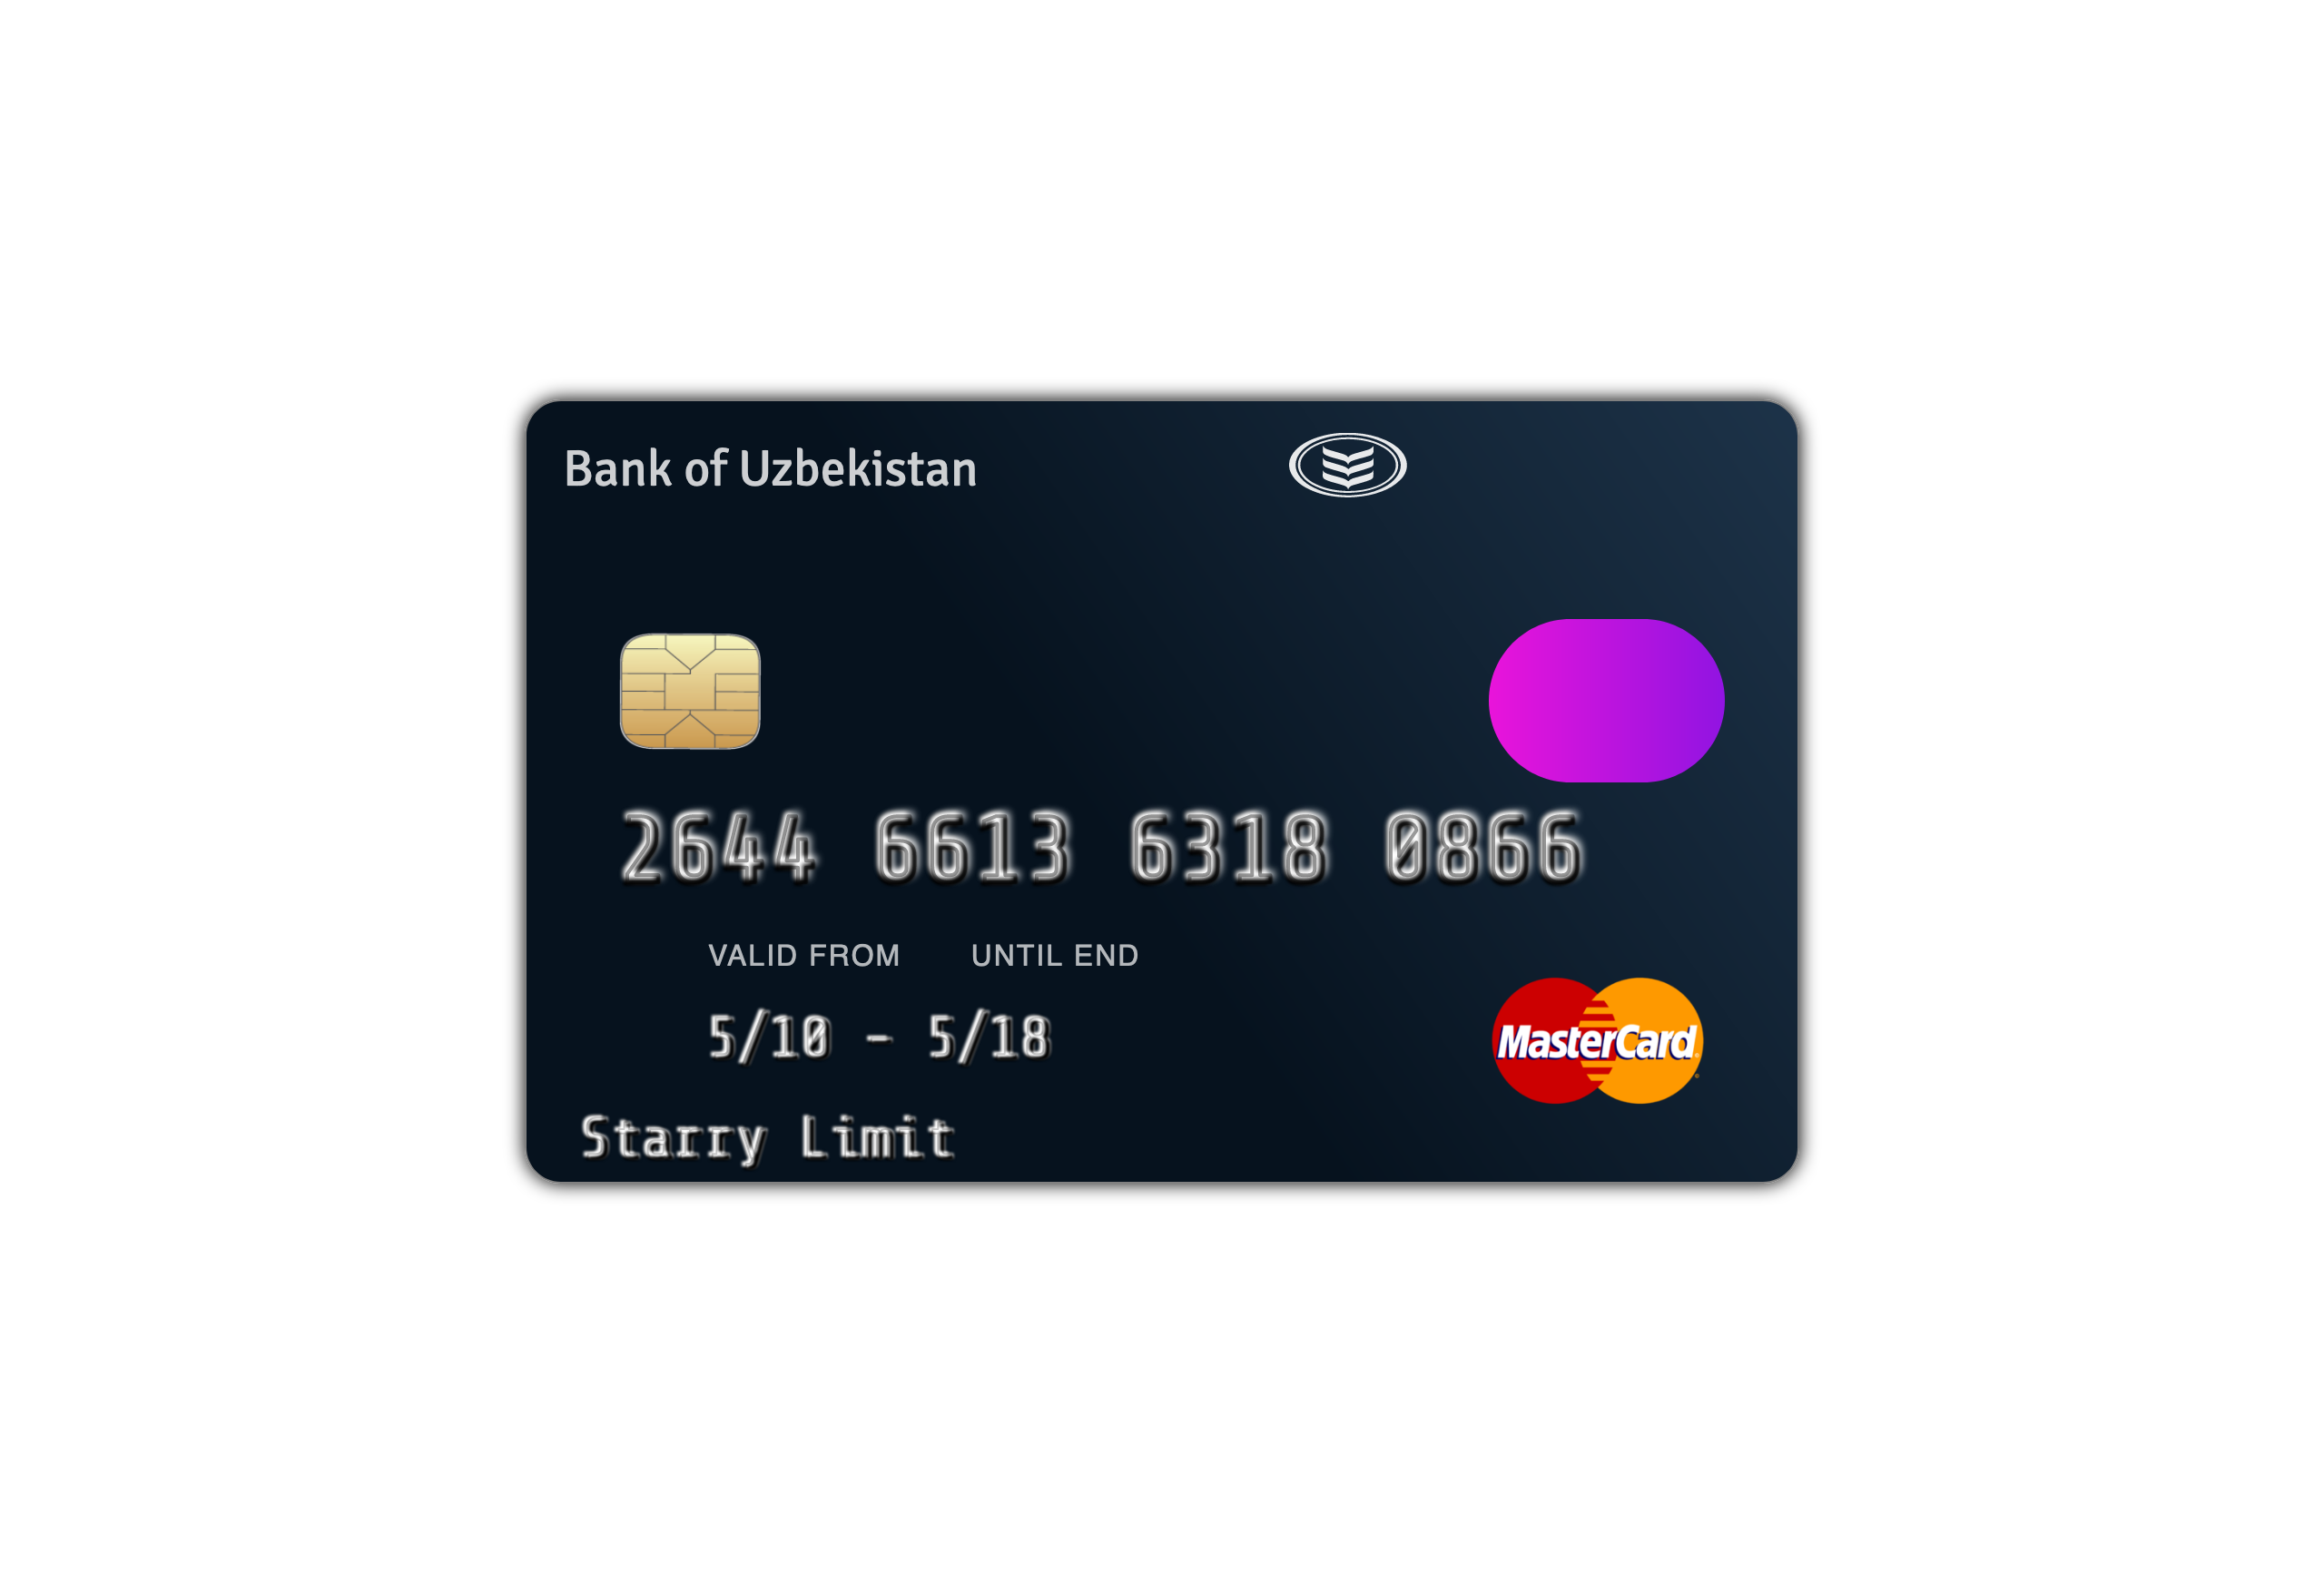 Bank of Uzbekistan
2644 6613 6318 0866
VALID FROM UNTIL END
5/10 - 5/18
MasterCard
Starry Limit